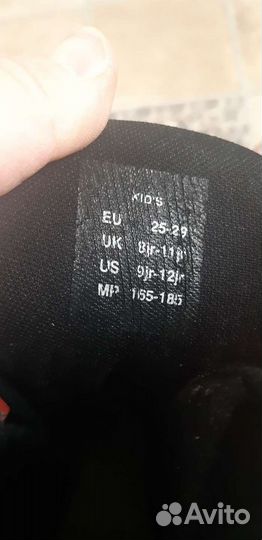 KID'S
EU 25-29
UK 8jr-11jr
US 9jr-12jr
MP 165-185
Avito